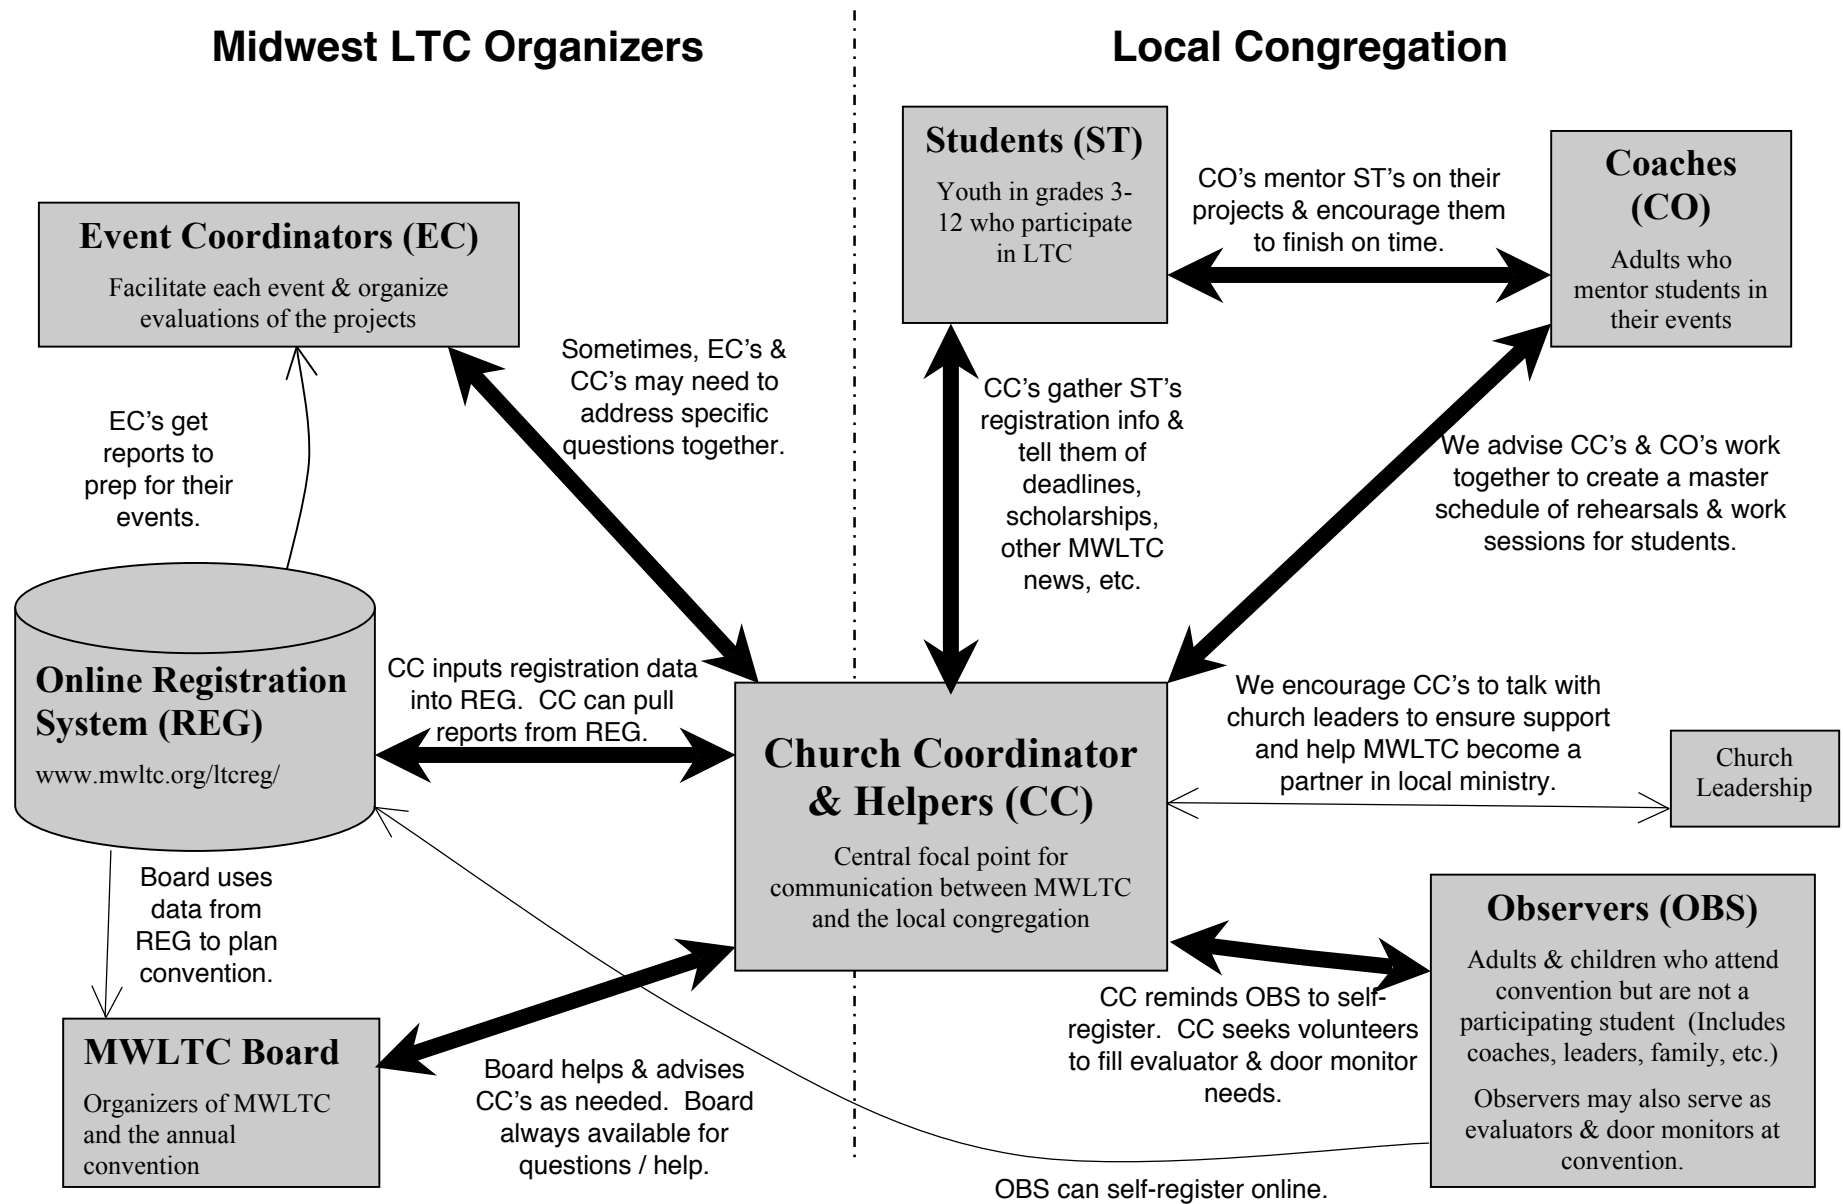 Midwest LTC Organizers
Local Congregation
Students (ST)
Youth in grades 3-
12 who participate
in LTC
CO's mentor ST's on their
projects & encourage them
to finish on time.
Coaches
(CO)
Adults who
mentor students in
their events
Event Coordinators (EC)
Facilitate each event & organize
evaluations of the projects
Sometimes, EC's &
CC's may need to
address specific
questions together.
EC's get
reports to
prep for their
events.
CC's gather ST's
registration info &
tell them of
deadlines,
scholarships,
other MWLTC
news, etc.
We advise CC's & CO's work
together to create a master
schedule of rehearsals & work
sessions for students.
Online Registration
System (REG)
www.mwltc.org/ltcreg/
CC inputs registration data
into REG.  CC can pull
reports from REG.
Church Coordinator
& Helpers (CC)
Central focal point for
communication between MWLTC
and the local congregation
We encourage CC's to talk with
church leaders to ensure support
and help MWLTC become a
partner in local ministry.
Church
Leadership
Board uses
data from
REG to plan
convention.
MWLTC Board
Organizers of MWLTC
and the annual
convention
Board helps & advises
CC's as needed.  Board
always available for
questions / help.
CC reminds OBS to self-
register.  CC seeks volunteers
to fill evaluator & door monitor
needs.
Observers (OBS)
Adults & children who attend
convention but are not a
participating student  (Includes
coaches, leaders, family, etc.)
Observers may also serve as
evaluators & door monitors at
convention.
OBS can self-register online.